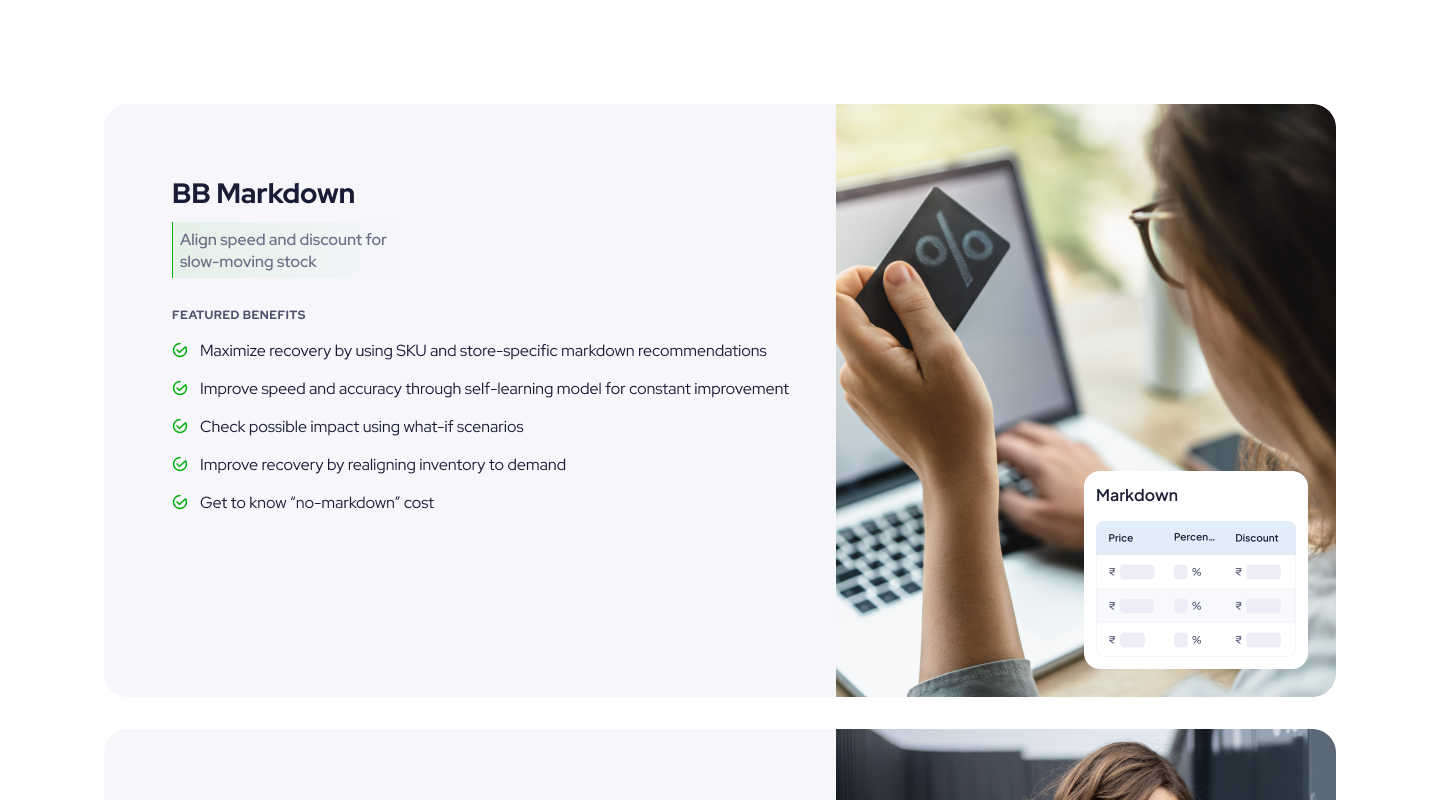 BB Markdown
Align speed and discount for
slow-moving stock
FEATURED BENEFITS
Maximize recovery by using SKU and store-specific markdown recommendations
Improve speed and accuracy through self-learning model for constant improvement
Check possible impact using what-if scenarios
Improve recovery by realigning inventory to demand
Get to know “no-markdown” cost
%
Markdown
Price Percen... Discount
₹ % ₹
₹ % ₹
₹ % ₹